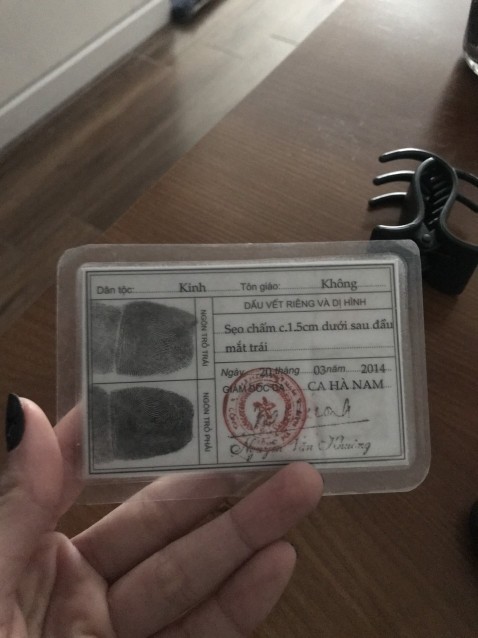 Dân tộc: Kinh Tôn giáo: Không
DẤU VẾT RIÊNG VÀ DỊ HÌNH
NGÓN TRỎ TRÁI
Sẹo chấm c.1.5cm dưới sau đầu
mắt trái
Ngày 20 tháng 03 năm 2014
NGÓN TRỎ PHẢI
GIÁM ĐỐC CA CA HÀ NAM
Nguyễn Văn Khương